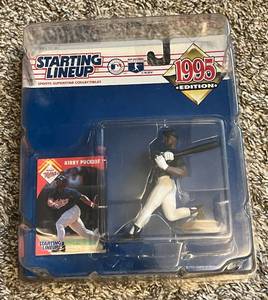 STARTING
LINEUP
SPORTS SUPERSTAR COLLECTIBLES
1995
EDITION
KIRBY PUCKETT
STARTING
LINEUP